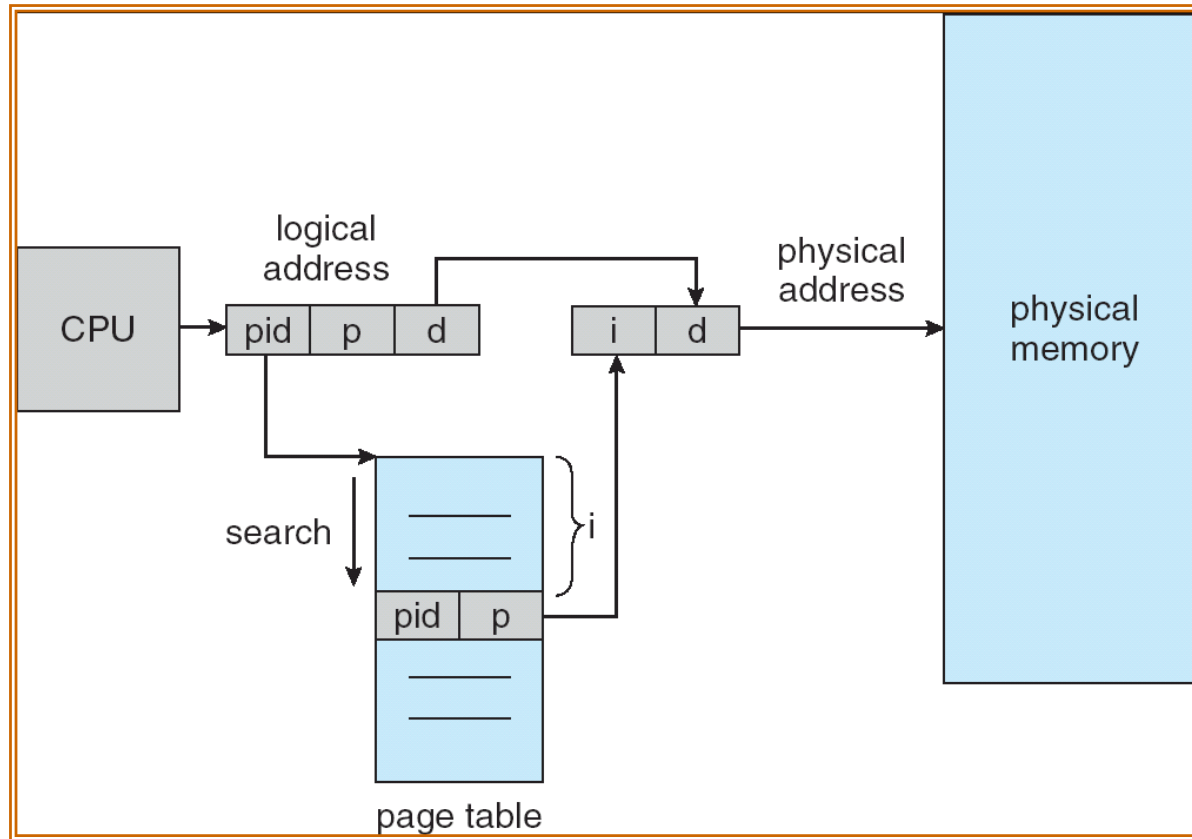 logical
address
physical
address
CPU
pid p d
i d
physical
memory
search
i
pid p
page table